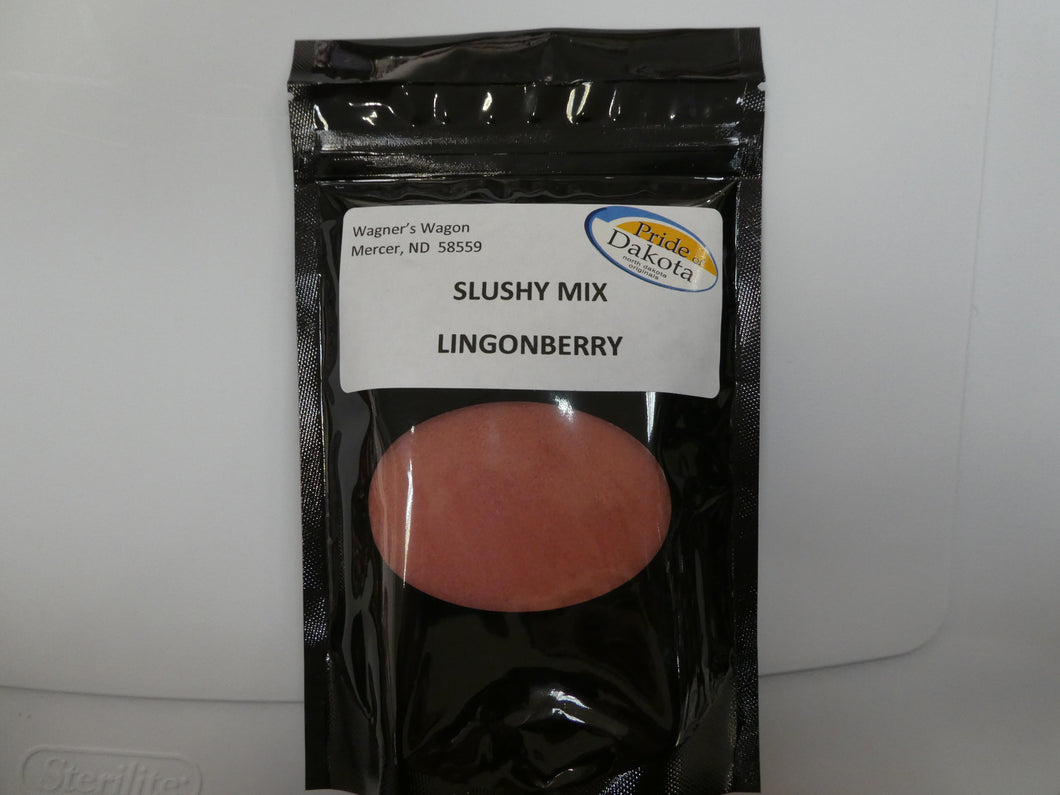 Wagner's Wagon
Mercer, ND  58559
Pride of
Dakota
north dakota
originals
SLUSHY MIX
LINGONBERRY
Sterilite